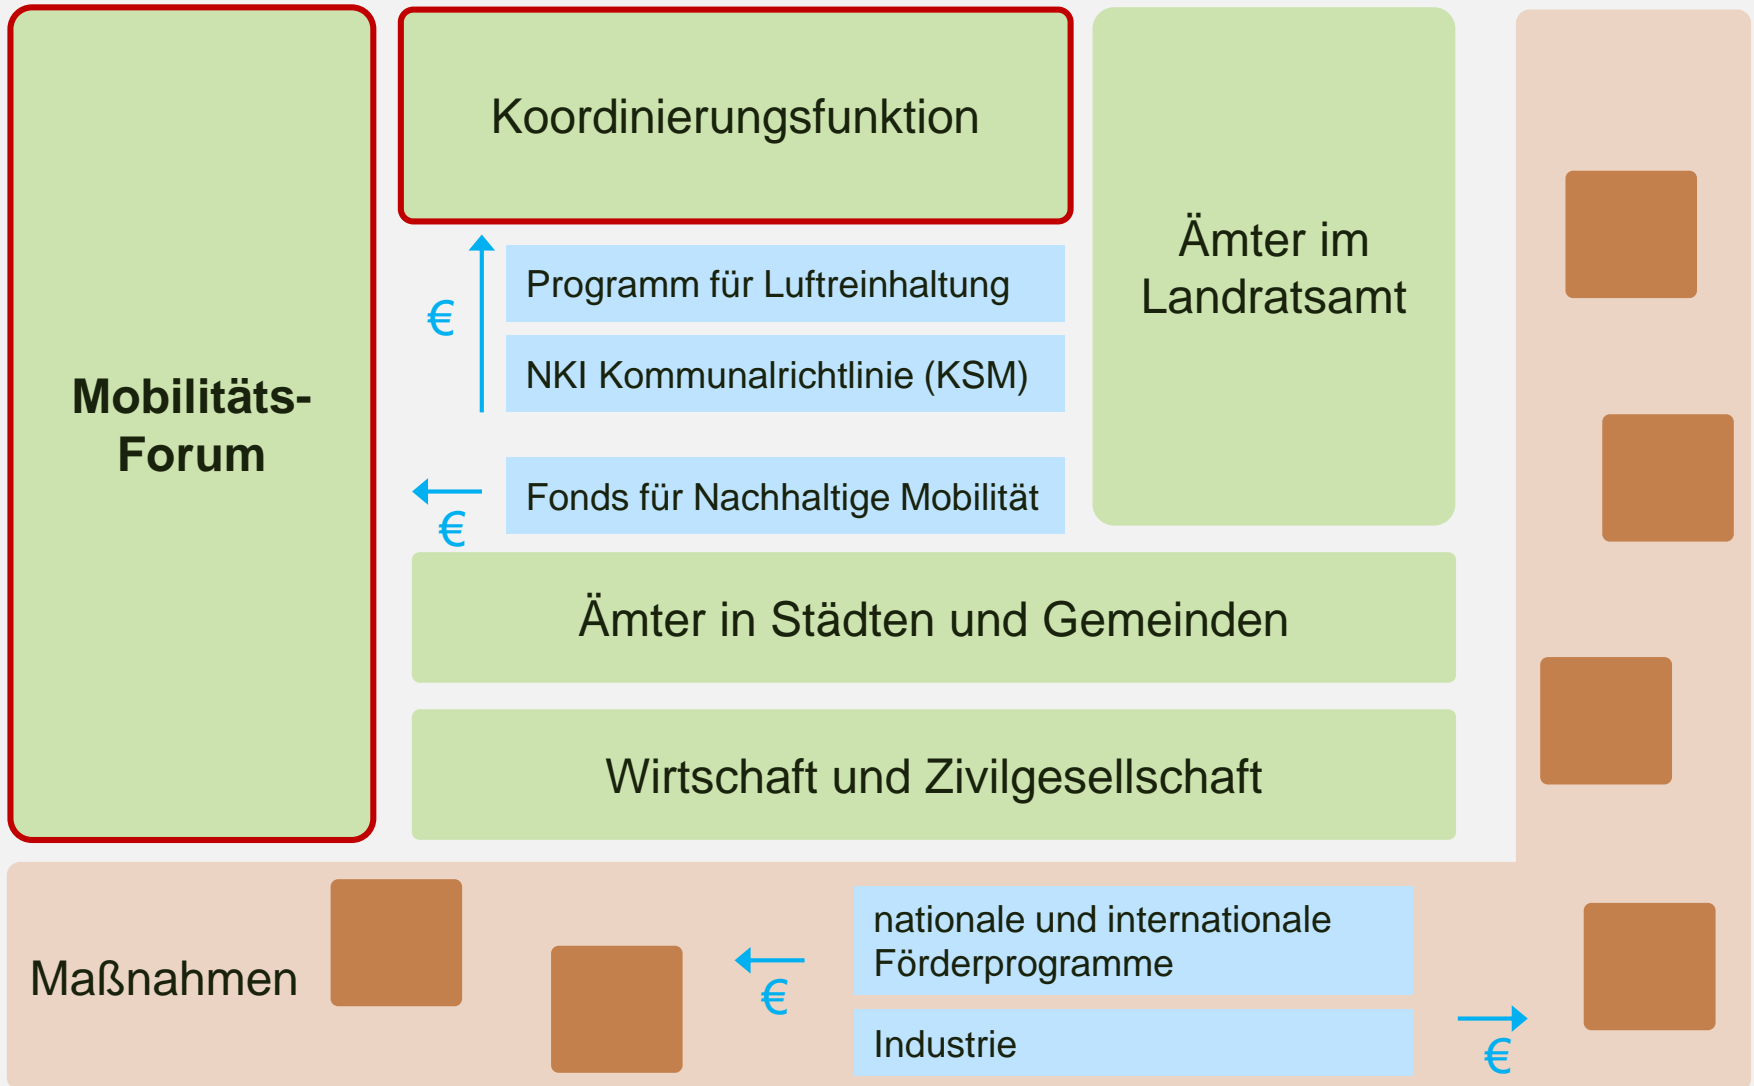 Mobilitäts-
Forum
Koordinierungsfunktion
€
Programm für Luftreinhaltung
NKI Kommunalrichtlinie (KSM)
€
Fonds für Nachhaltige Mobilität
Ämter im
Landratsamt
Ämter in Städten und Gemeinden
Wirtschaft und Zivilgesellschaft
Maßnahmen
€
nationale und internationale
Förderprogramme
Industrie
€